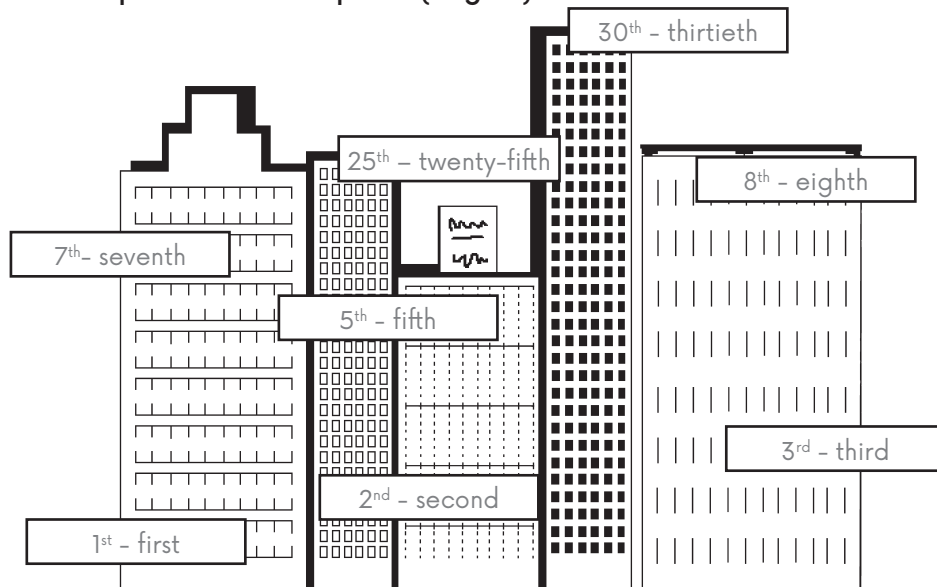 30th - thirtieth
25th – twenty-fifth
8th - eighth
7th- seventh
5th - fifth
3rd - third
2nd - second
1st - first